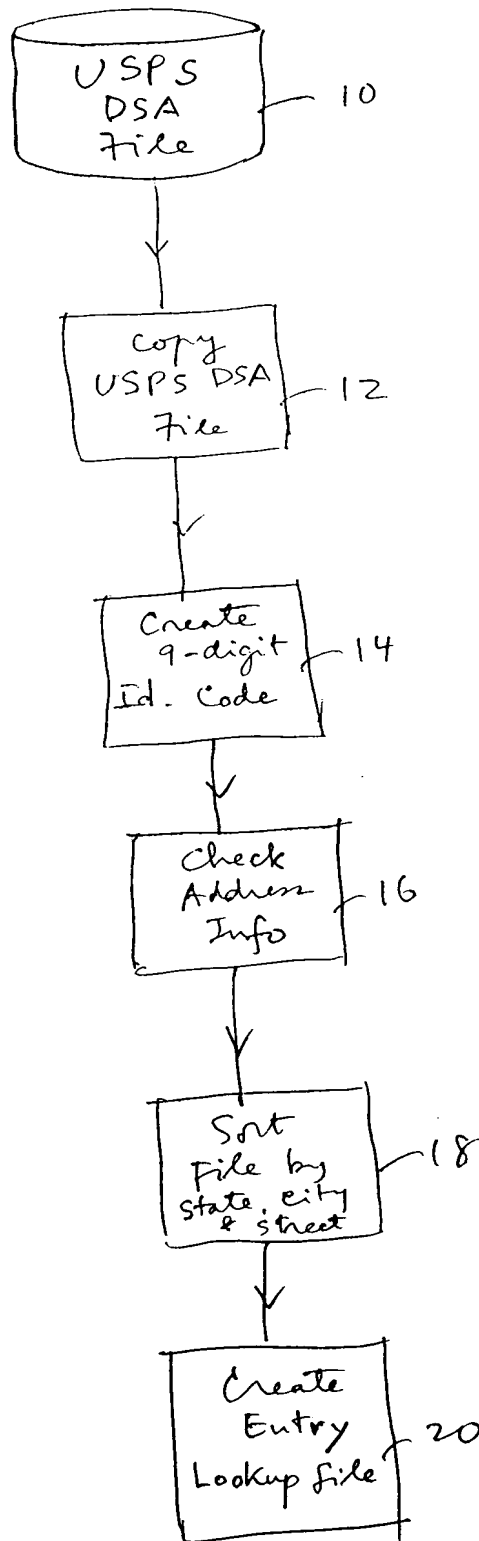 USPS
DSA
File
10
Copy
USPS DSA
File
12
Create
9-digit
Id. Code
14
Check
Address
Info
16
Sort
File by
state, city
& street
18
Create
Entry
Lookup file
20